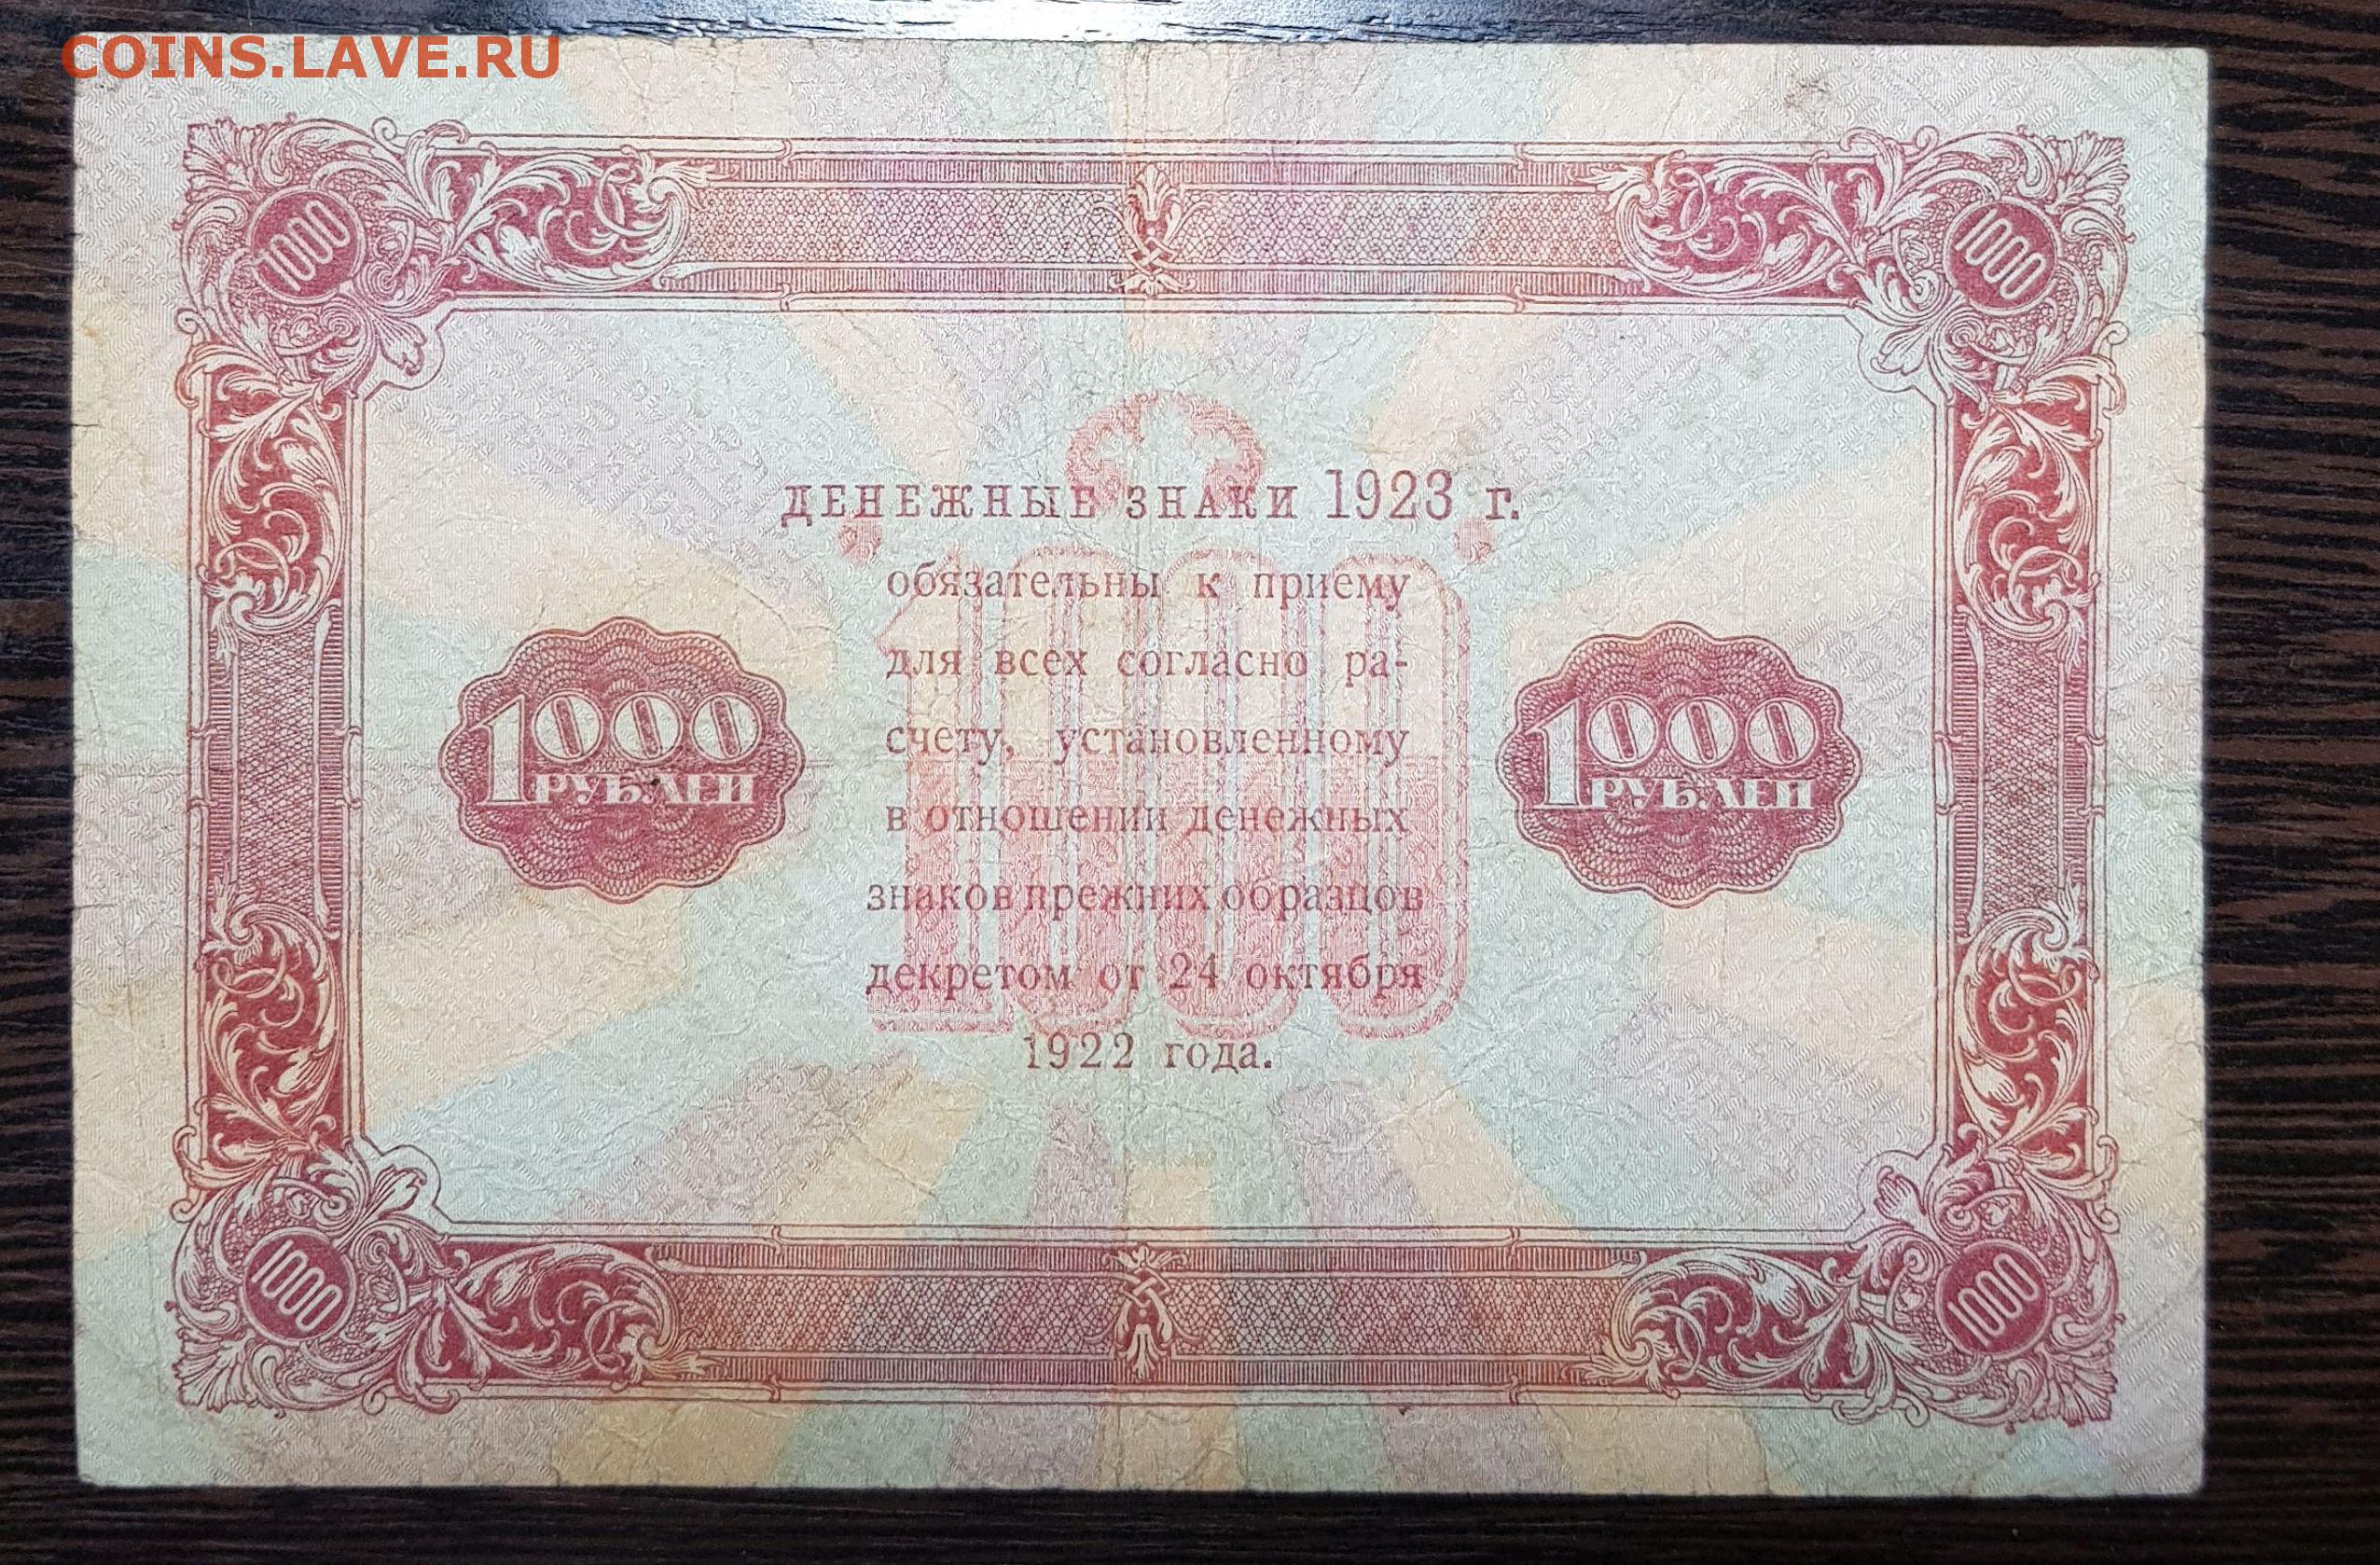 COINS.LAVE.RU
1000 1000
ДЕНЕЖНЫЕ ЗНАКИ 1923 г.
обязательны к приему
для всех согласно ра-
счету, установленному
в отношении денежных
знаков прежних образцов
декретом от 24 октября
1922 года.
1000
РУБЛЕЙ
1000
1000
РУБЛЕЙ
1000 1000